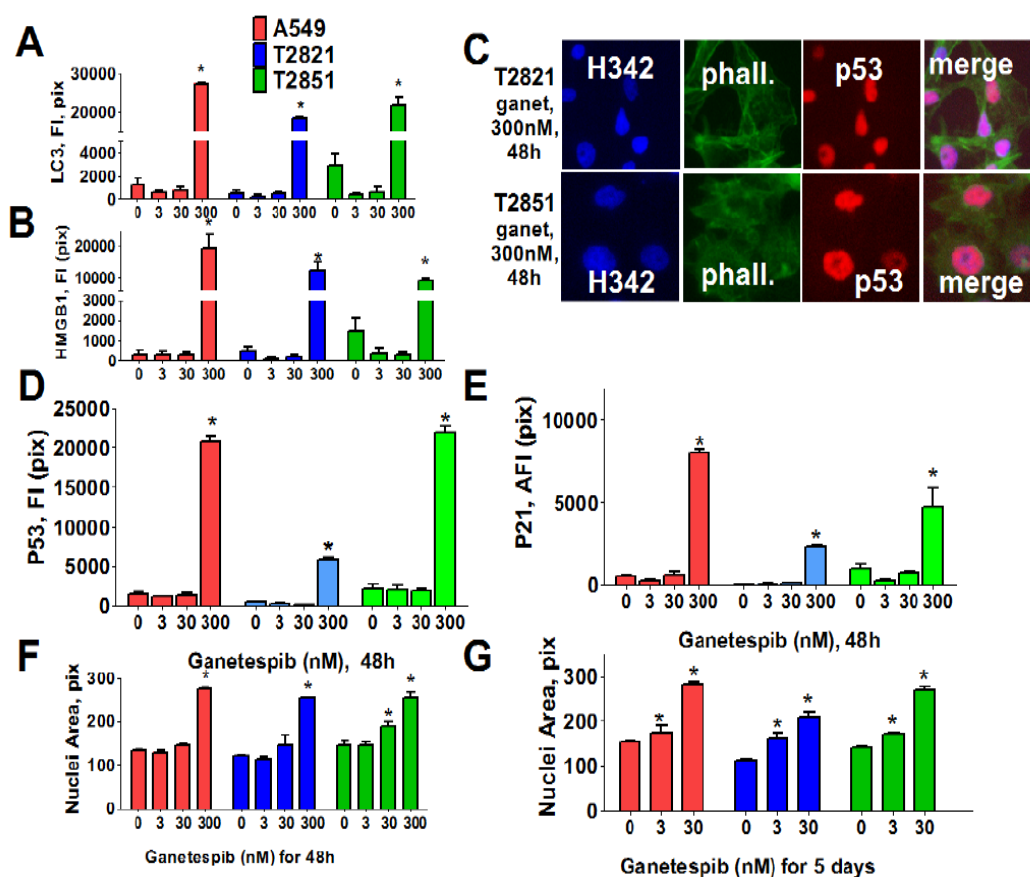 A
A549
T2821
T2851
LC3, FI, pix
30000
20000
10000
4000
2000
0
* * *
0 3 30 300 0 3 30 300 0 3 30 300
B
HMGB1, FI (pix)
20000
10000
2000
1000
0
* * *
0 3 30 300 0 3 30 300 0 3 30 300
C
T2821
ganet,
300nM,
48h
H342 phall. p53 merge
T2851
ganet,
300nM,
48h
H342 phall. p53 merge
D
P53, FI (pix)
25000
20000
15000
10000
5000
0
* * *
0 3 30 300 0 3 30 300 0 3 30 300
Ganetespib (nM), 48h
E
P21, AFI (pix)
10000
5000
0
* * *
0 3 30 300 0 3 30 300 0 3 30 300
Ganetespib (nM), 48h
F
Nuclei Area, pix
300
200
100
0
* * * *
0 3 30 300 0 3 30 300 0 3 30 300
Ganetespib (nM) for 48h
G
Nuclei Area, pix
300
200
100
0
* * * * * *
0 3 30 0 3 30 0 3 30
Ganetespib (nM) for 5 days